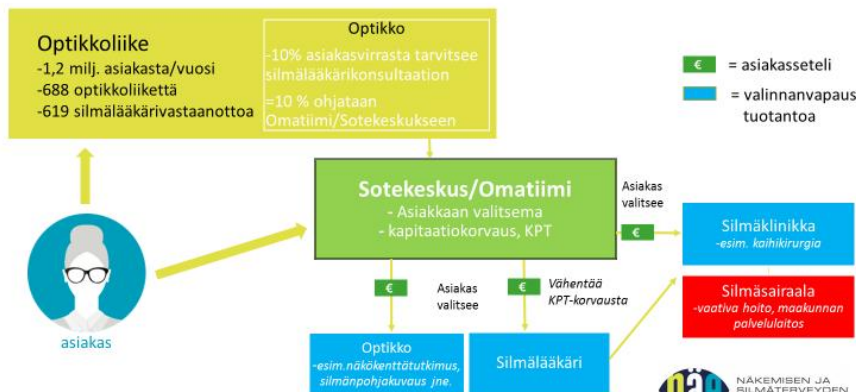 Optikkoliike
-1,2 milj. asiakasta/vuosi
-688 optikkoliikettä
-619 silmälääkärivastaanottoa
Optikko
-10% asiakasvirrasta tarvitsee
silmälääkärikonsultaation
=10 % ohjataan
Omatiimi/Sotekeskukseen
€ = asiakasseteli
= valinnanvapaus
tuotantoa
Sotekeskus/Omatiimi
- Asiakkaan valitsema
- kapitaatiokorvaus, KPT
Asiakas
valitsee
€
Silmäklinikka
-esim. kaihikirurgia
Silmäsairaala
-vaativa hoito, maakunnan
palvelulaitos
asiakas
€
Asiakas
valitsee
€
Vähentää
KPT-korvausta
Optikko
-esim.näkökenttätutkimus,
silmänpohjakuvaus jne.
Silmälääkäri
NÄKEMISEN JA
SILMÄTERVEYDEN